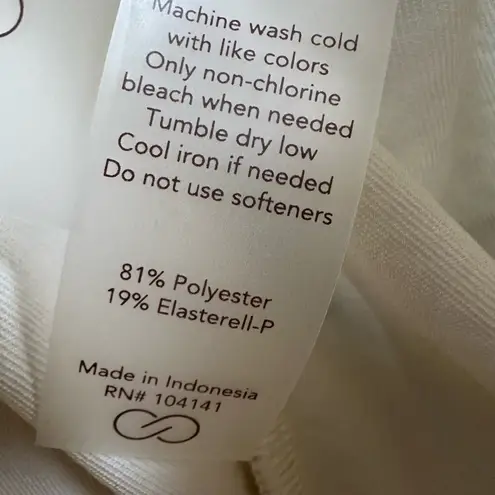 Machine wash cold
with like colors
Only non-chlorine
bleach when needed
Tumble dry low
Cool iron if needed
Do not use softeners
81% Polyester
19% Elasterell-P
Made in Indonesia
RN# 104141